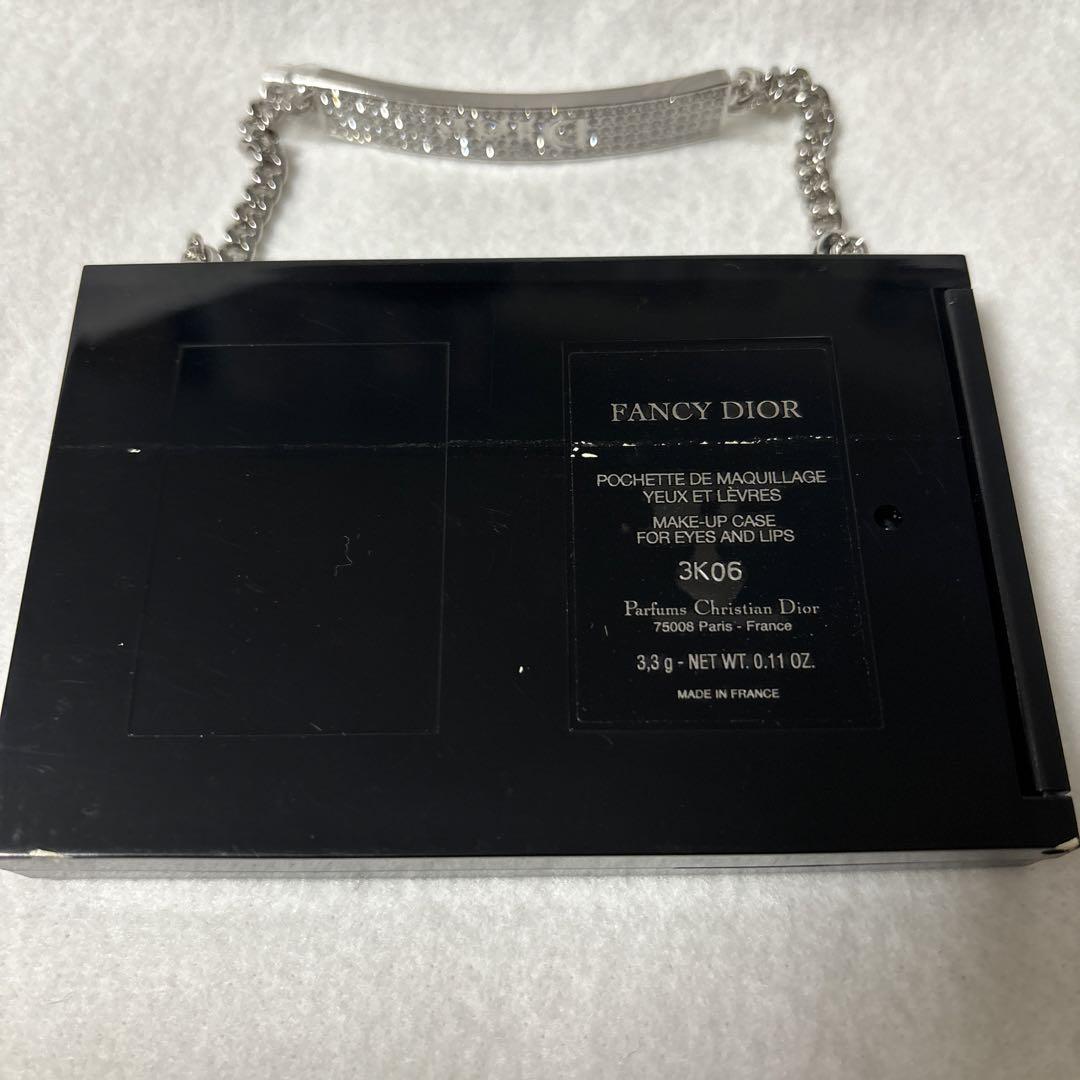 Dior
FANCY DIOR
POCHETTE DE MAQUILLAGE
YEUX ET LÈVRES
MAKE-UP CASE
FOR EYES AND LIPS
3K06
Parfums Christian Dior
75008 Paris - France
3,3 g - NET WT. 0.11 OZ.
MADE IN FRANCE